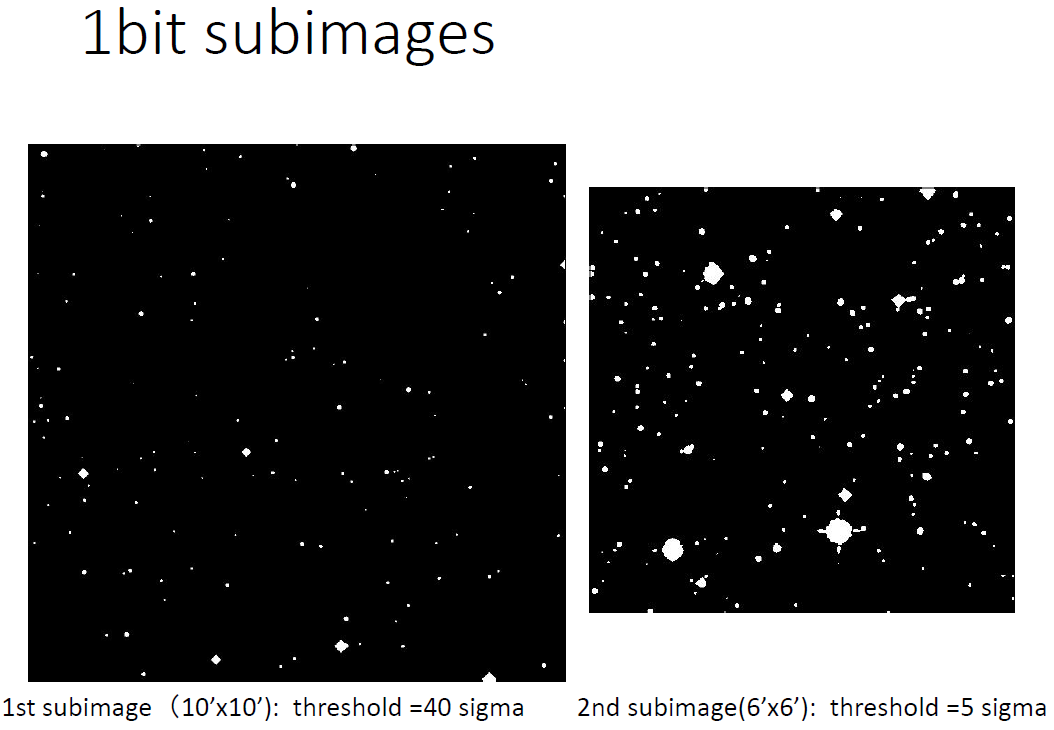 1bit subimages
1st subimage（10’x10’): threshold =40 sigma
2nd subimage(6’x6’): threshold =5 sigma